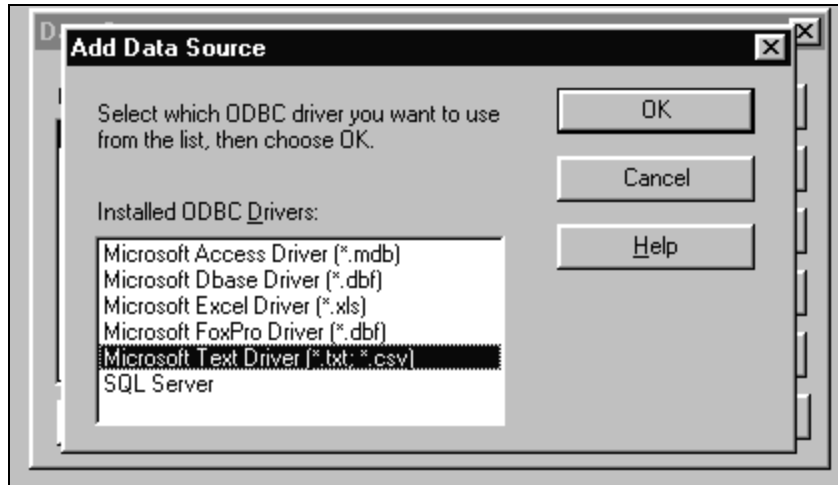 Add Data Source
Select which ODBC driver you want to use
from the list, then choose OK.
OK
Cancel
Help
Installed ODBC Drivers:
Microsoft Access Driver (*.mdb)
Microsoft Dbase Driver (*.dbf)
Microsoft Excel Driver (*.xls)
Microsoft FoxPro Driver (*.dbf)
Microsoft Text Driver (*.txt; *.csv)
SQL Server